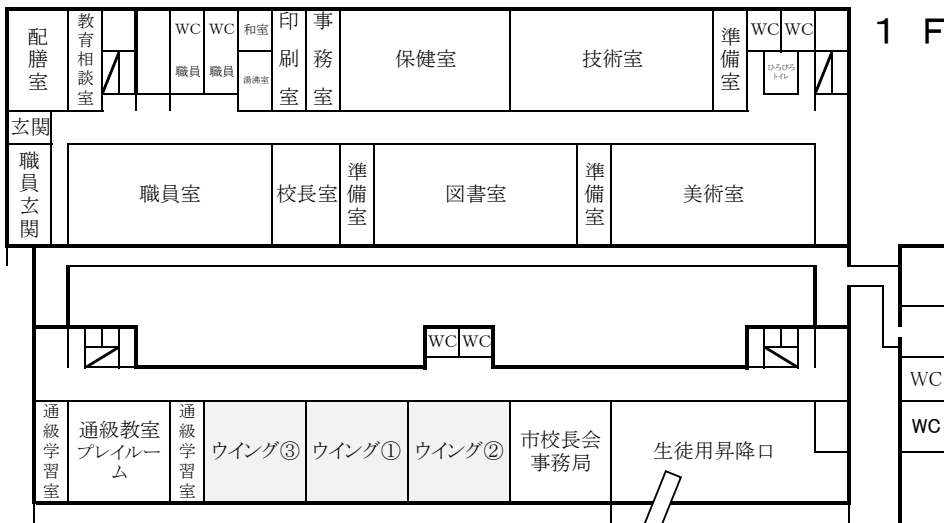 1 F
配膳室
教育相談室
WC
職員
WC
職員
和室
湯沸室
印刷室
事務室
保健室
技術室
準備室
WC
WC
ひろびろ
トイレ
玄関
職員玄関
職員室
校長室
準備室
図書室
準備室
美術室
WC
WC
WC
WC
通級学習室
通級教室
プレイルー
ム
通級学習室
ウイング③
ウイング①
ウイング②
市校長会
事務局
生徒用昇降口